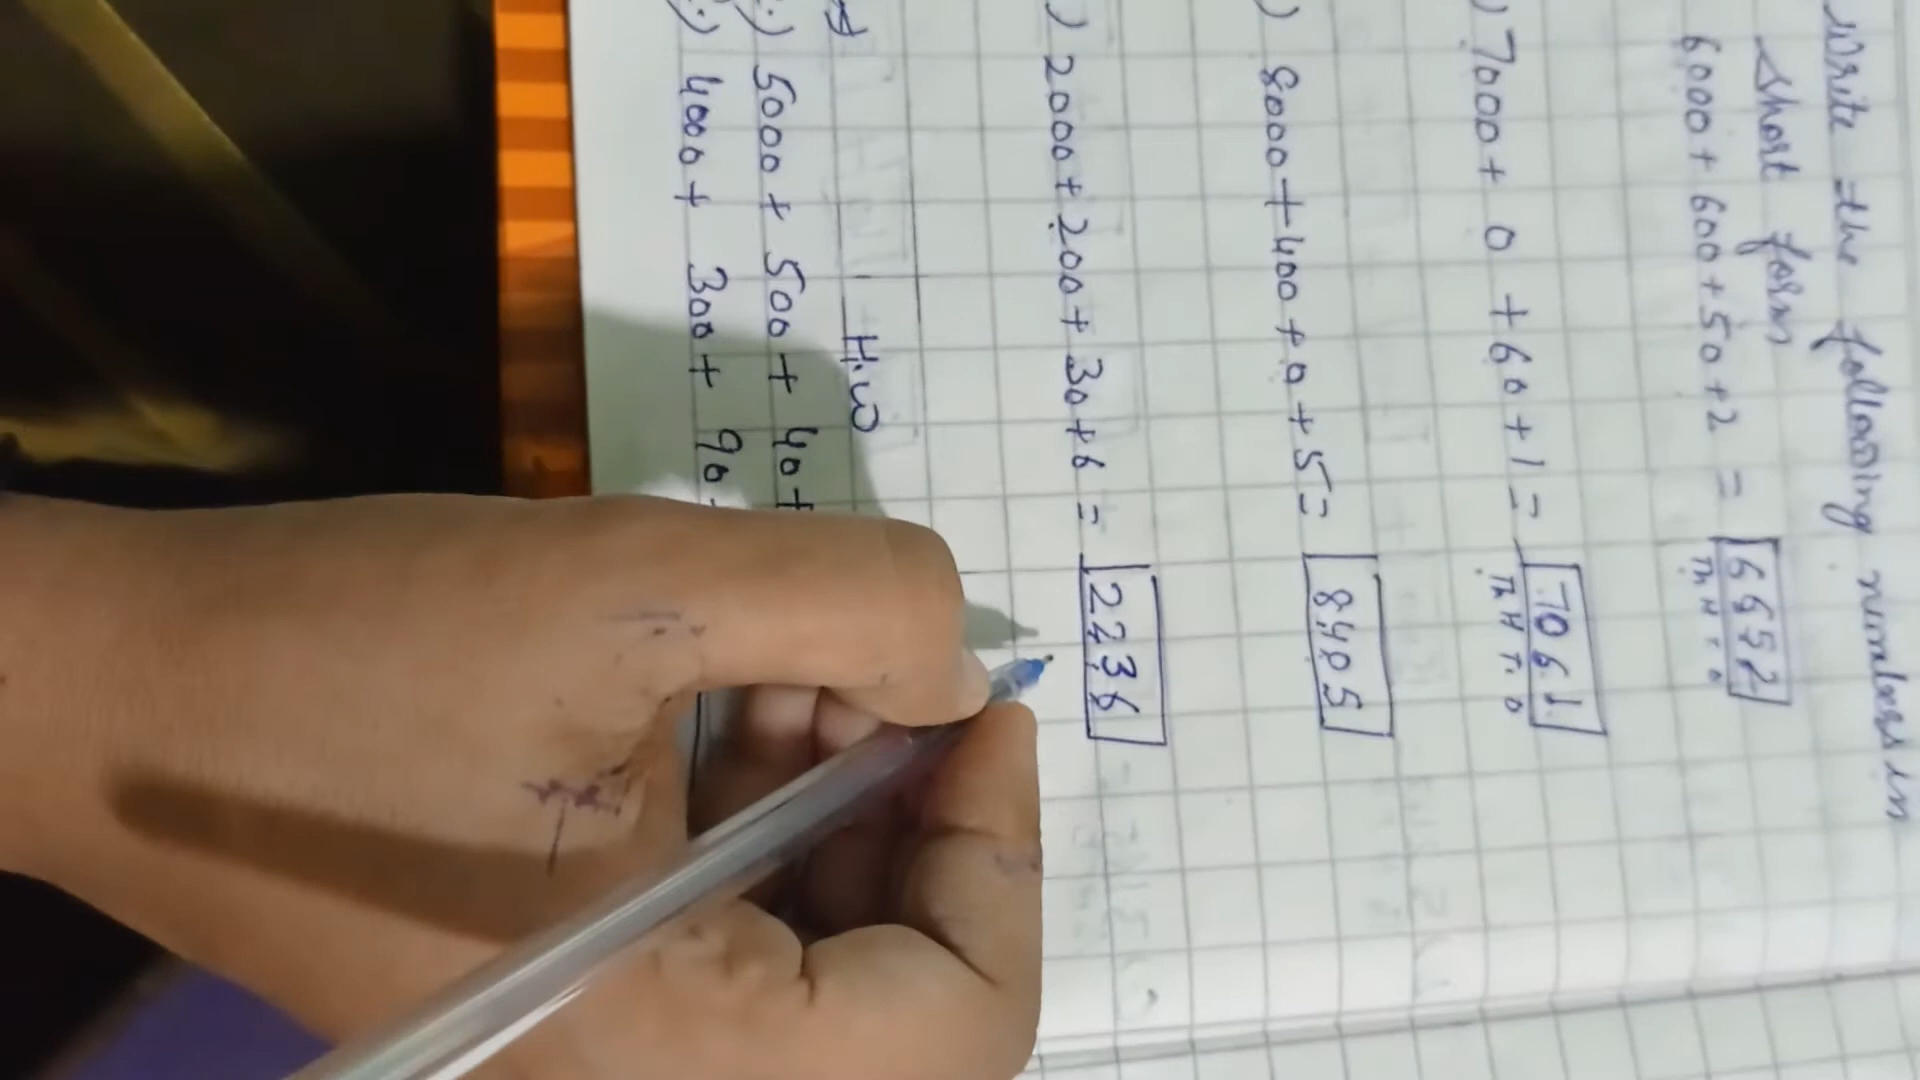 Write the following numbers in
short form
6000 + 600 + 50 + 2 = 6652
Th H T O
) 7000 + 0 + 60 + 1 = 7061
Th H T O
) 8000 + 400 + 0 + 5 = 8405
) 2000 + 200 + 30 + 6 = 2236
H.W
5000 + 500 + 40 +
4000 + 300 + 90